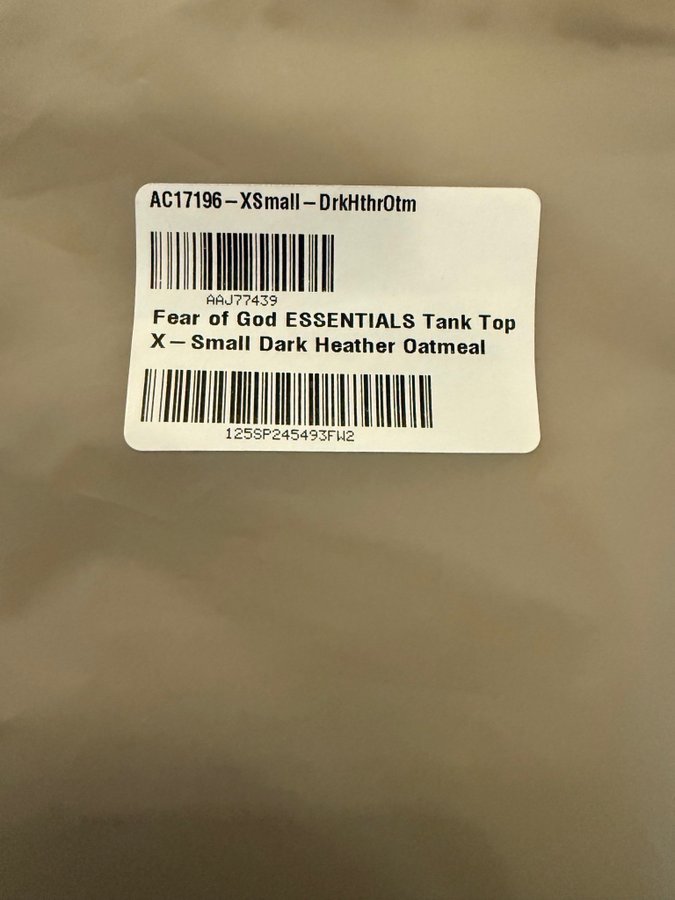 AC17196-XSmall-DrkHthrOtm
AAJ77439
Fear of God ESSENTIALS Tank Top
X-Small Dark Heather Oatmeal
125SP245493FW2